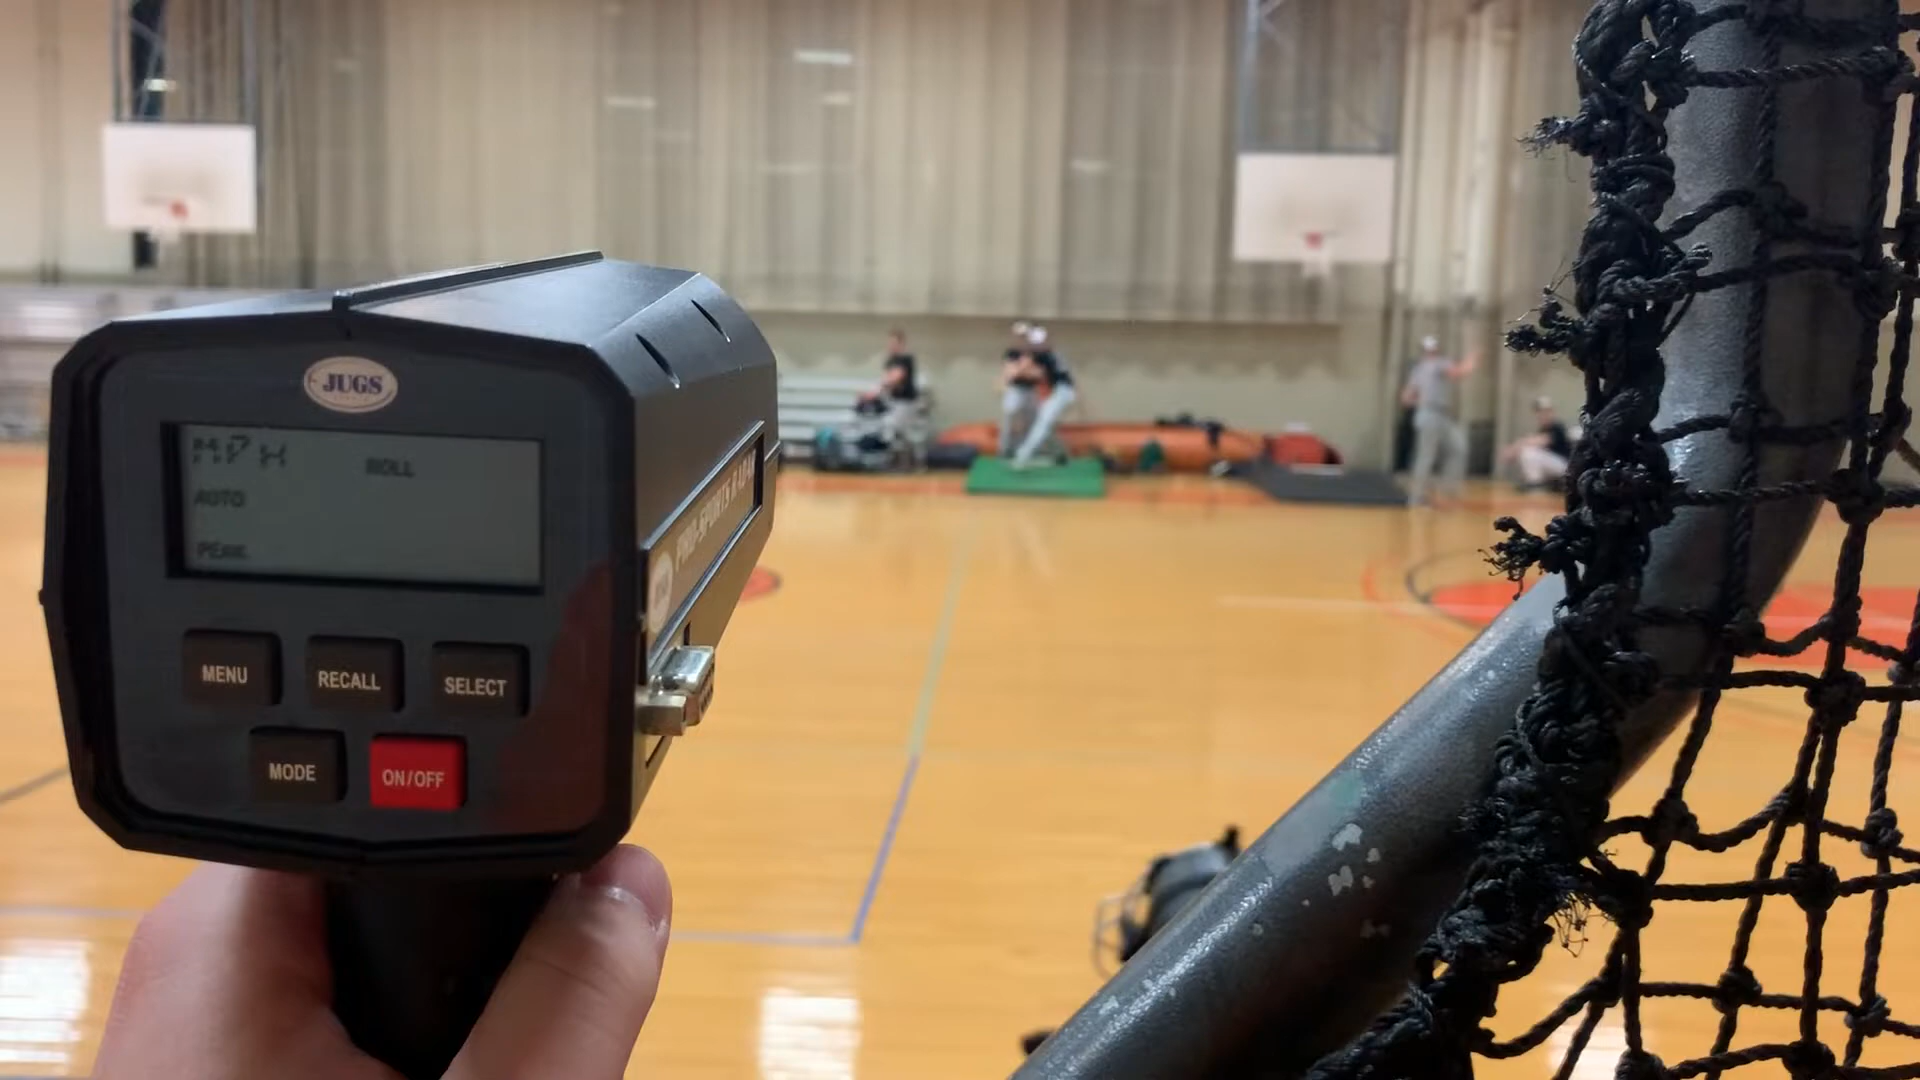 JUGS
MPH
ROLL
AUTO
PEAK
PRO-SPORTS RADAR
MENU
RECALL
SELECT
MODE
ON/OFF